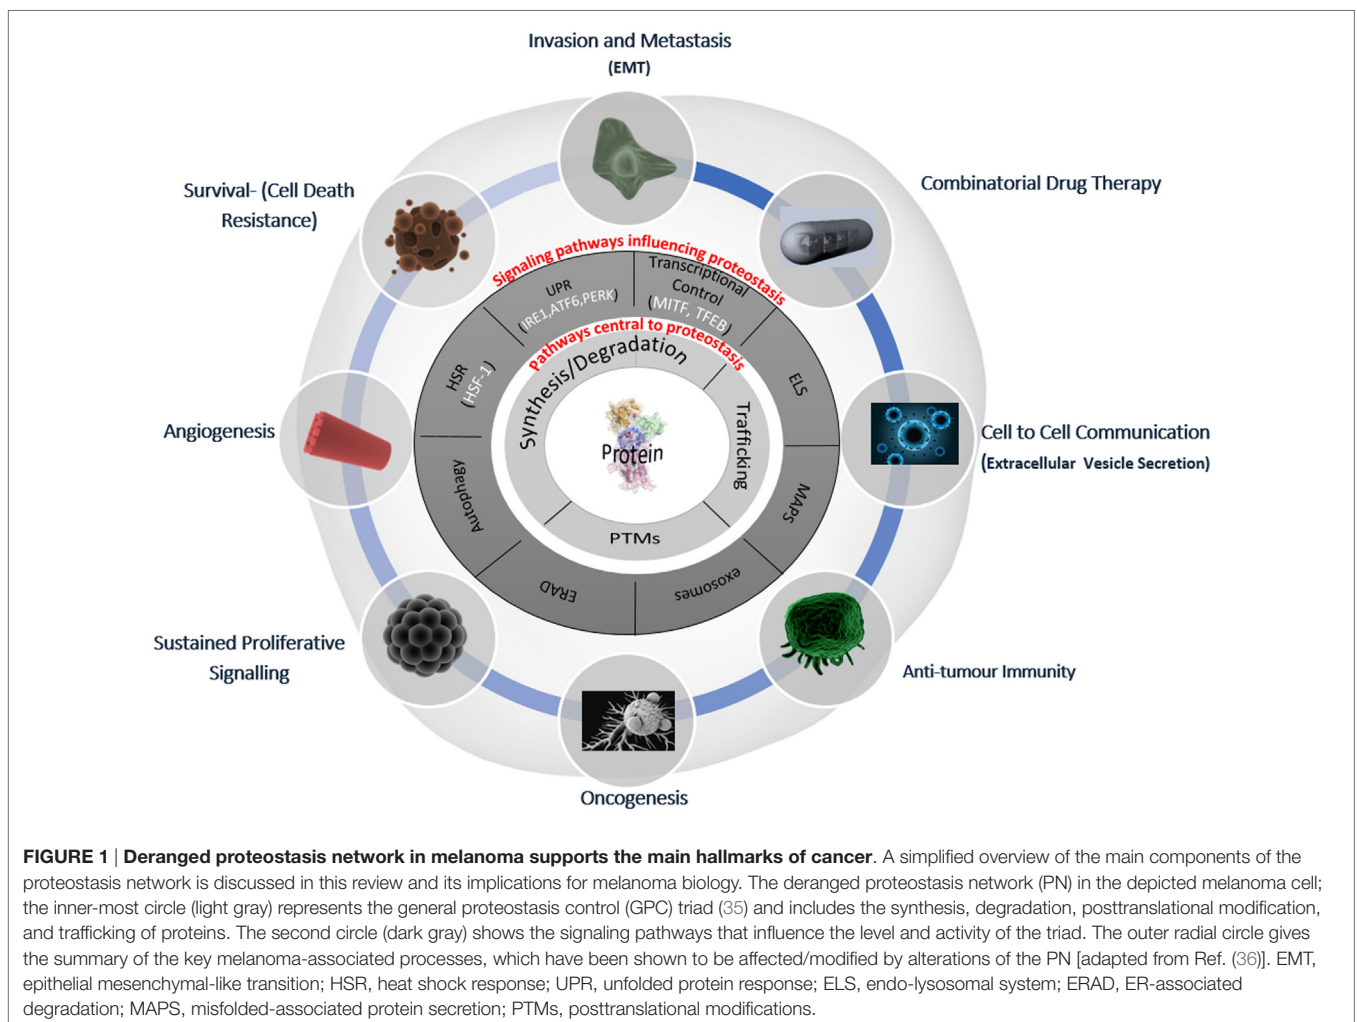 Invasion and Metastasis
(EMT)
Survival- (Cell Death
Resistance)
Combinatorial Drug Therapy
Signaling pathways influencing proteostasis
UPR
(IRE1,ATF6,PERK)
Transcriptional
Control
(MITF, TFEB)
Pathways central to proteostasis
HSR
(HSF-1)
Synthesis/Degradation
ELS
Angiogenesis
Protein
Trafficking
Cell to Cell Communication
(Extracellular Vesicle Secretion)
Autophagy
MAPS
PTMs
ERAD
exosomes
Sustained Proliferative
Signalling
Anti-tumour Immunity
Oncogenesis
FIGURE 1 | Deranged proteostasis network in melanoma supports the main hallmarks of cancer. A simplified overview of the main components of the
proteostasis network is discussed in this review and its implications for melanoma biology. The deranged proteostasis network (PN) in the depicted melanoma cell;
the inner-most circle (light gray) represents the general proteostasis control (GPC) triad (35) and includes the synthesis, degradation, posttranslational modification,
and trafficking of proteins. The second circle (dark gray) shows the signaling pathways that influence the level and activity of the triad. The outer radial circle gives
the summary of the key melanoma-associated processes, which have been shown to be affected/modified by alterations of the PN [adapted from Ref. (36)]. EMT,
epithelial mesenchymal-like transition; HSR, heat shock response; UPR, unfolded protein response; ELS, endo-lysosomal system; ERAD, ER-associated
degradation; MAPS, misfolded-associated protein secretion; PTMs, posttranslational modifications.